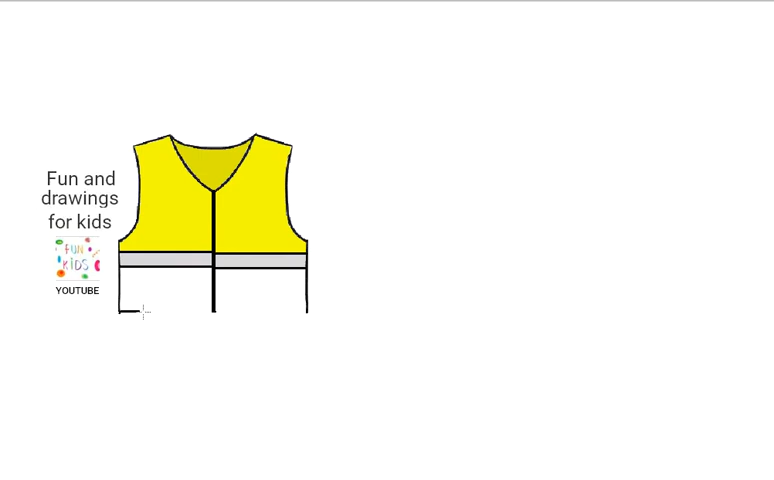 Fun and
drawings
for kids
FUN
KIDS
YOUTUBE